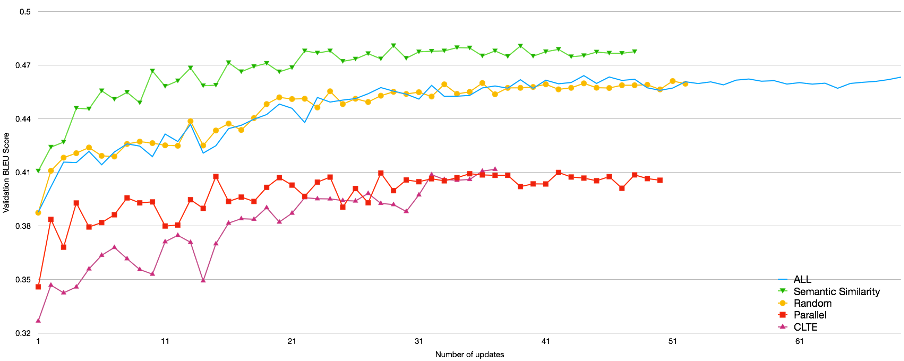 0.5
0.47
0.44
0.41
0.38
0.35
0.32
Validation BLEU Score
1 11 21 31 41 51 61
Number of updates
ALL
Semantic Similarity
Random
Parallel
CLTE